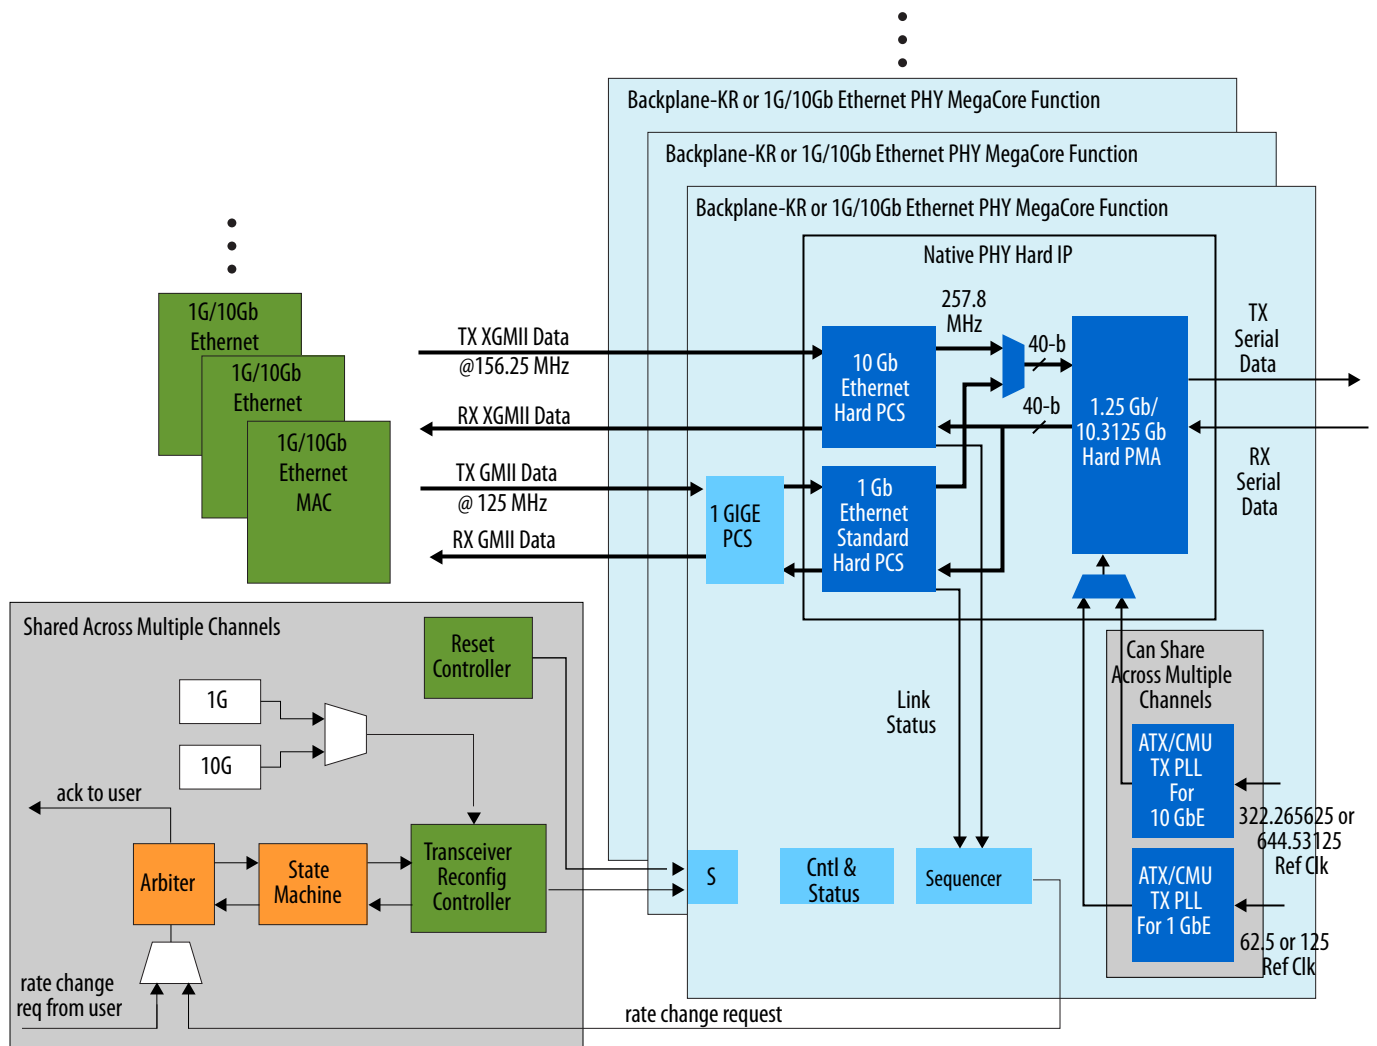 Backplane-KR or 1G/10Gb Ethernet PHY MegaCore Function
Backplane-KR or 1G/10Gb Ethernet PHY MegaCore Function
Backplane-KR or 1G/10Gb Ethernet PHY MegaCore Function
Native PHY Hard IP
257.8
MHz
40-b
40-b
10 Gb
Ethernet
Hard PCS
1 Gb
Ethernet
Standard
Hard PCS
1.25 Gb/
10.3125 Gb
Hard PMA
TX
Serial
Data
RX
Serial
Data
1G/10Gb
Ethernet
1G/10Gb
Ethernet
1G/10Gb
Ethernet
MAC
TX XGMII Data
@156.25 MHz
RX XGMII Data
TX GMII Data
@ 125 MHz
RX GMII Data
1 GIGE
PCS
Link
Status
Can Share
Across Multiple
Channels
ATX/CMU
TX PLL
For
10 GbE
322.265625 or
644.53125
Ref Clk
ATX/CMU
TX PLL
For 1 GbE
62.5 or 125
Ref Clk
Shared Across Multiple Channels
Reset
Controller
1G
10G
ack to user
Arbiter
State
Machine
Transceiver
Reconfig
Controller
S
Cntl &
Status
Sequencer
rate change
req from user
rate change request